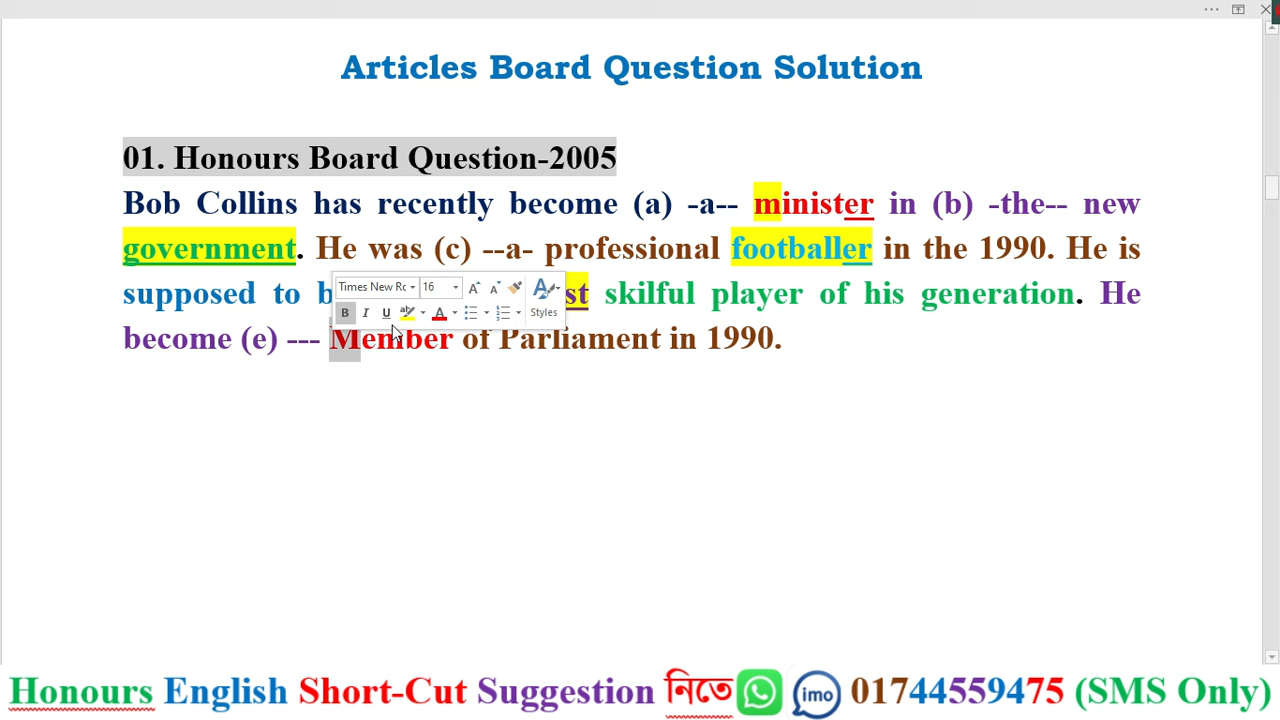 Articles Board Question Solution
01. Honours Board Question-2005
Bob Collins has recently become (a) -a-- minister in (b) -the-- new
government. He was (c) --a- professional footballer in the 1990. He is
supposed to b st skilful player of his generation. He
Times New Rc 16
B I U Styles
become (e) --- Member of Parliament in 1990.
Honours English Short-Cut Suggestion নিতে imo 01744559475 (SMS Only)